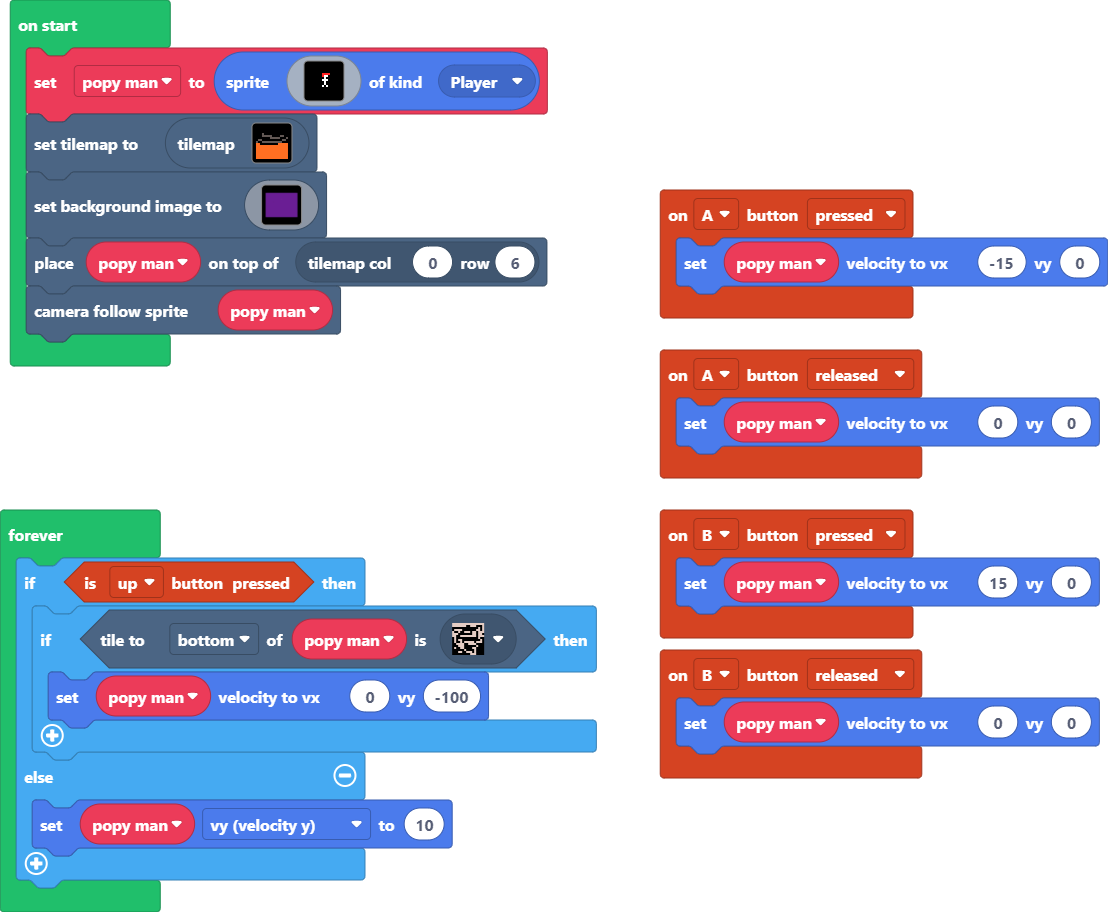 on start
set popy man to sprite of kind Player
set tilemap to tilemap
set background image to
place popy man on top of tilemap col 0 row 6
camera follow sprite popy man
forever
if is up button pressed then
if tile to bottom of popy man is then
set popy man velocity to vx 0 vy -100
else
set popy man vy (velocity y) to 10
on A button pressed
set popy man velocity to vx -15 vy 0
on A button released
set popy man velocity to vx 0 vy 0
on B button pressed
set popy man velocity to vx 15 vy 0
on B button released
set popy man velocity to vx 0 vy 0